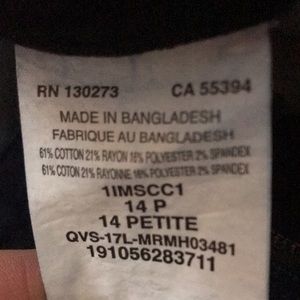 RN 130273 CA 55394
MADE IN BANGLADESH
FABRIQUE AU BANGLADESH
61% COTTON 21% RAYON 16% POLYESTER 2% SPANDEX
61% COTON 21% RAYONNE 16% POLYESTER 2% SPANDEX
1IMSCC1
14 P
14 PETITE
QVS-17L-MRMH03481
191056283711